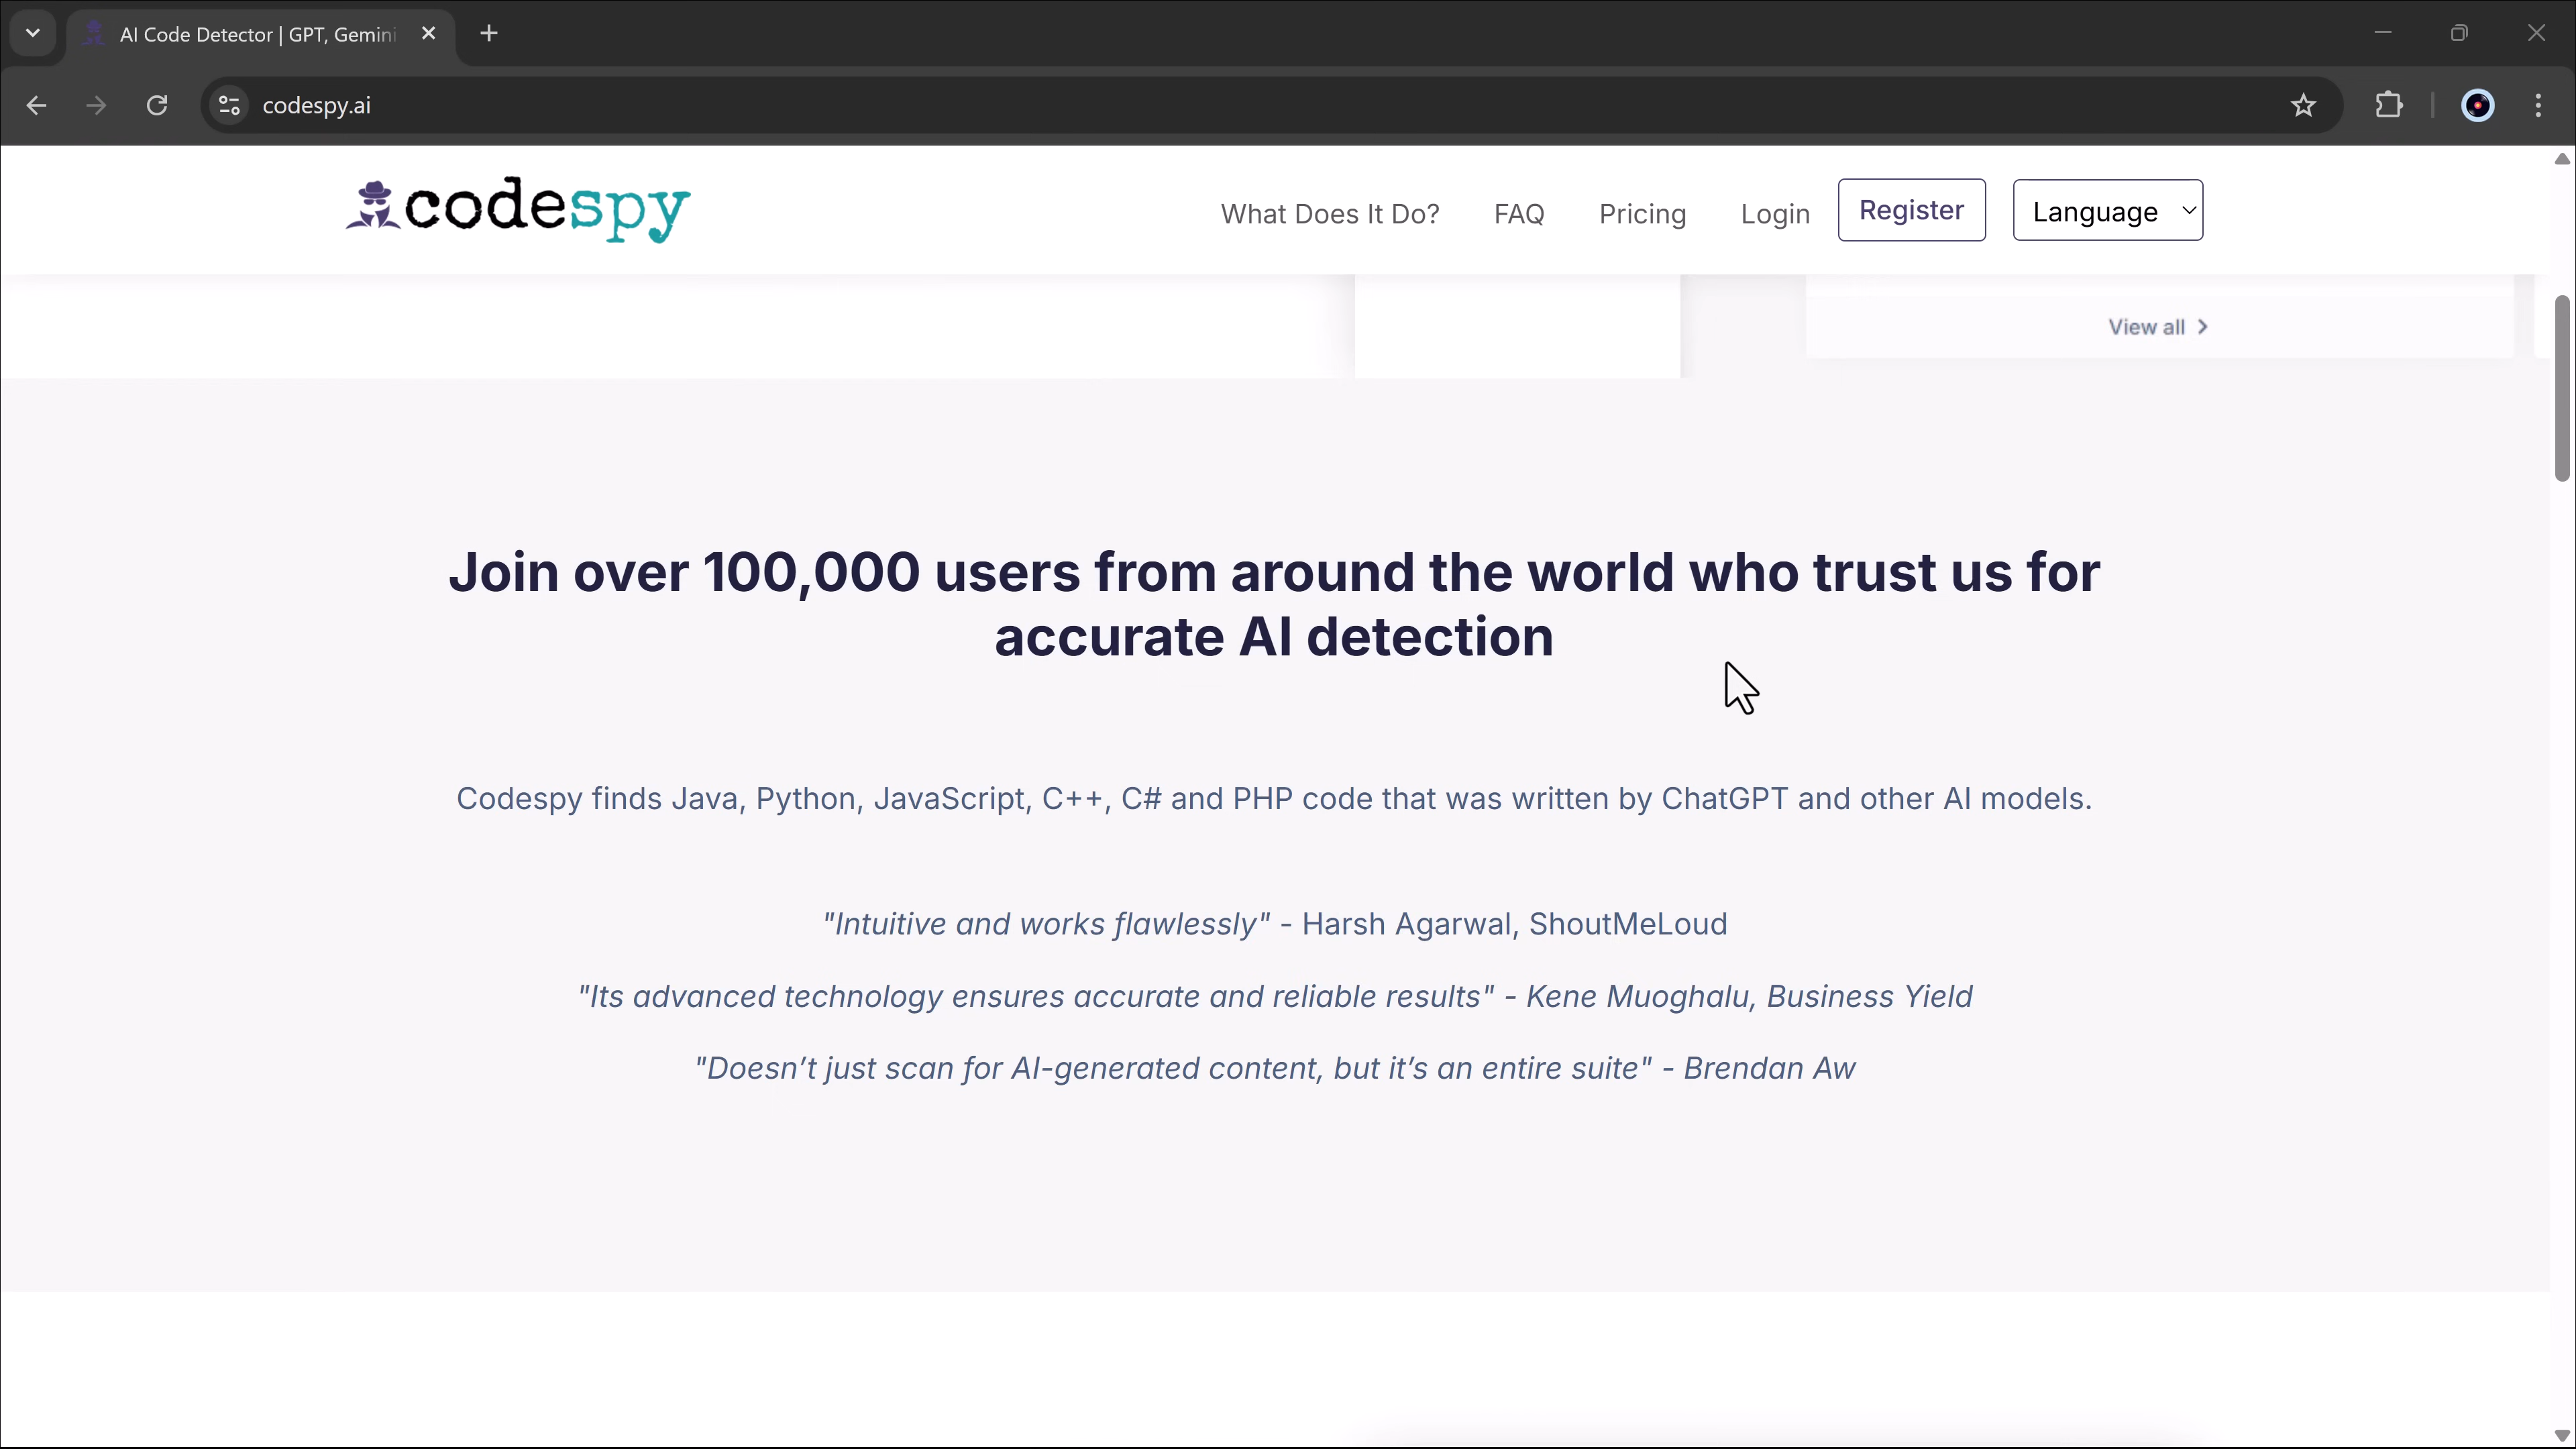 AI Code Detector | GPT, Gemini
codespy.ai
codespy
What Does It Do?
FAQ
Pricing
Login
Register
Language
View all
Join over 100,000 users from around the world who trust us for
accurate AI detection
Codespy finds Java, Python, JavaScript, C++, C# and PHP code that was written by ChatGPT and other AI models.
"Intuitive and works flawlessly" - Harsh Agarwal, ShoutMeLoud
"Its advanced technology ensures accurate and reliable results" - Kene Muoghalu, Business Yield
"Doesn’t just scan for AI-generated content, but it’s an entire suite" - Brendan Aw